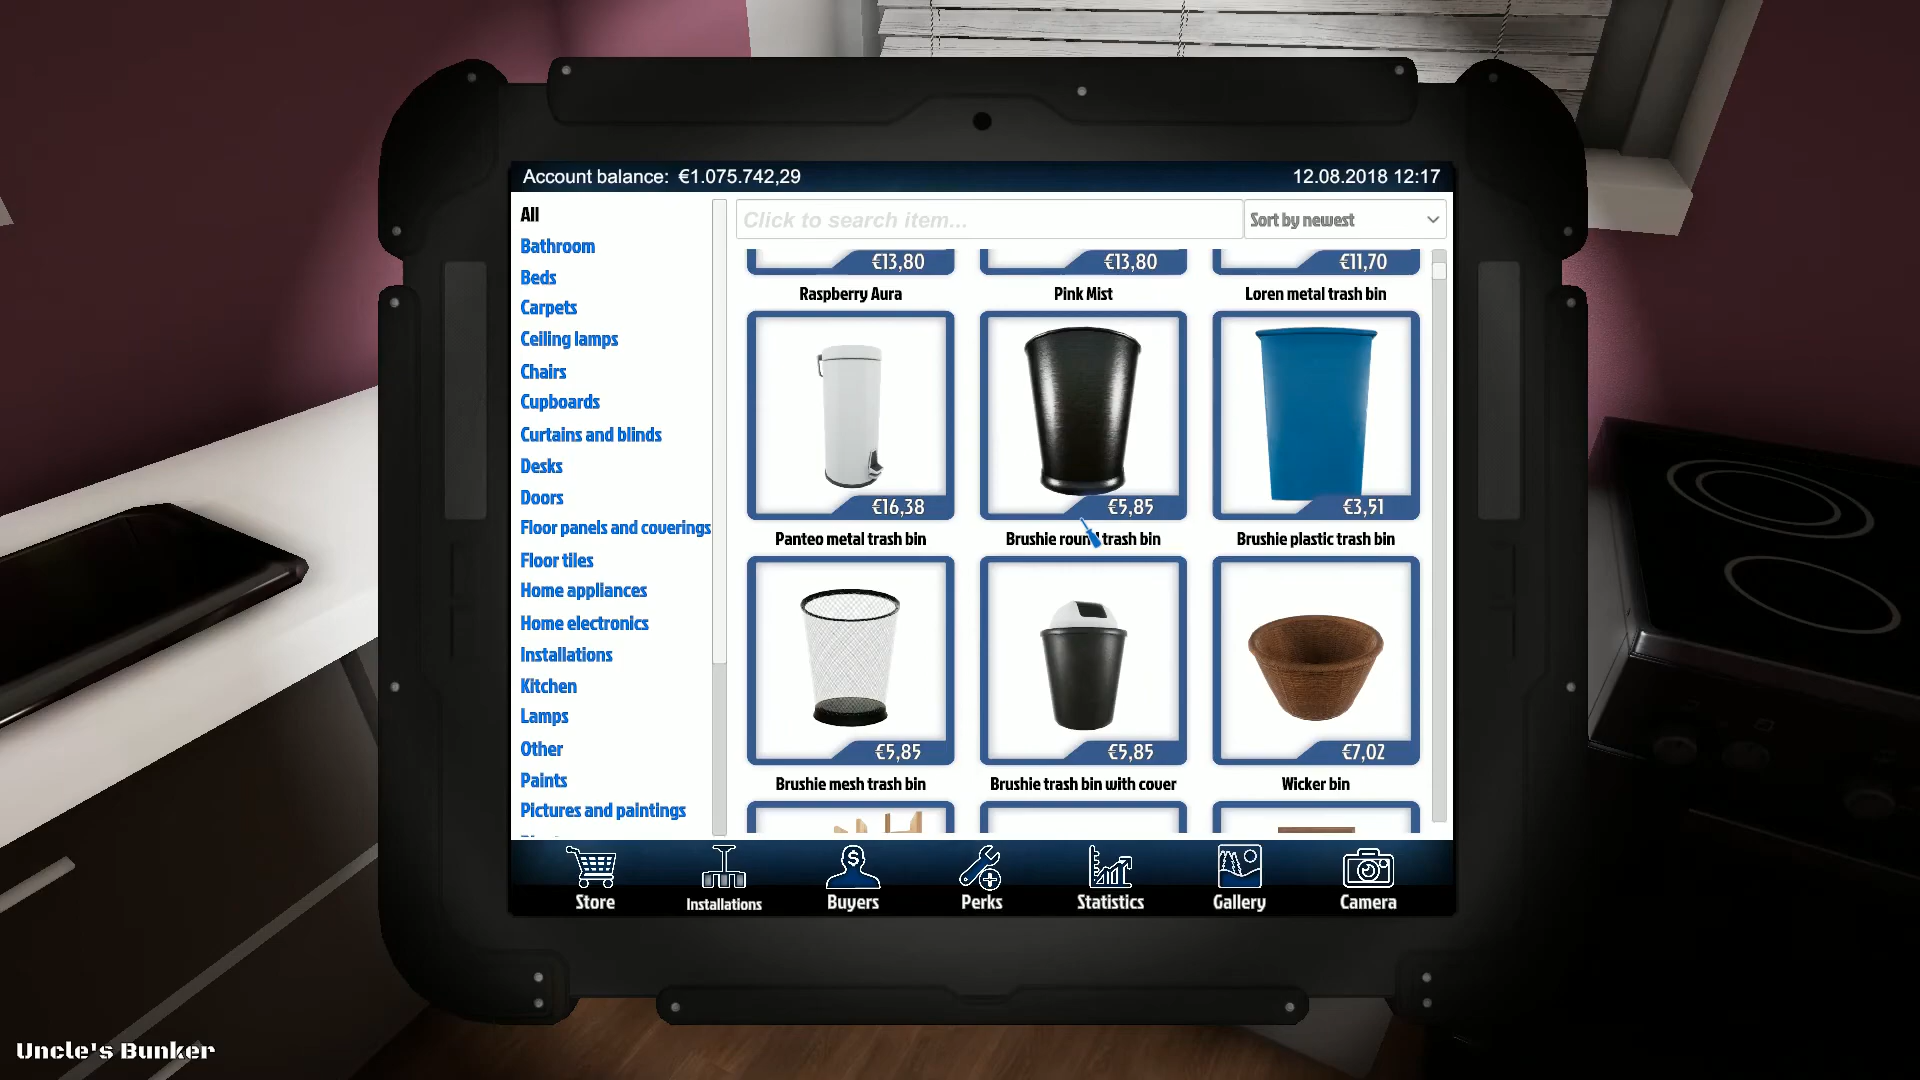 Account balance: €1.075.742,29
12.08.2018 12:17
All
Bathroom
Beds
Carpets
Ceiling lamps
Chairs
Cupboards
Curtains and blinds
Desks
Doors
Floor panels and coverings
Floor tiles
Home appliances
Home electronics
Installations
Kitchen
Lamps
Other
Paints
Pictures and paintings
Click to search item...
Sort by newest
€13,80
€13,80
€11,70
Raspberry Aura
Pink Mist
Loren metal trash bin
€16,38
€5,85
€3,51
Panteo metal trash bin
Brushie round trash bin
Brushie plastic trash bin
€5,85
€5,85
€7,02
Brushie mesh trash bin
Brushie trash bin with cover
Wicker bin
Store
Installations
Buyers
Perks
Statistics
Gallery
Camera
Uncle's Bunker